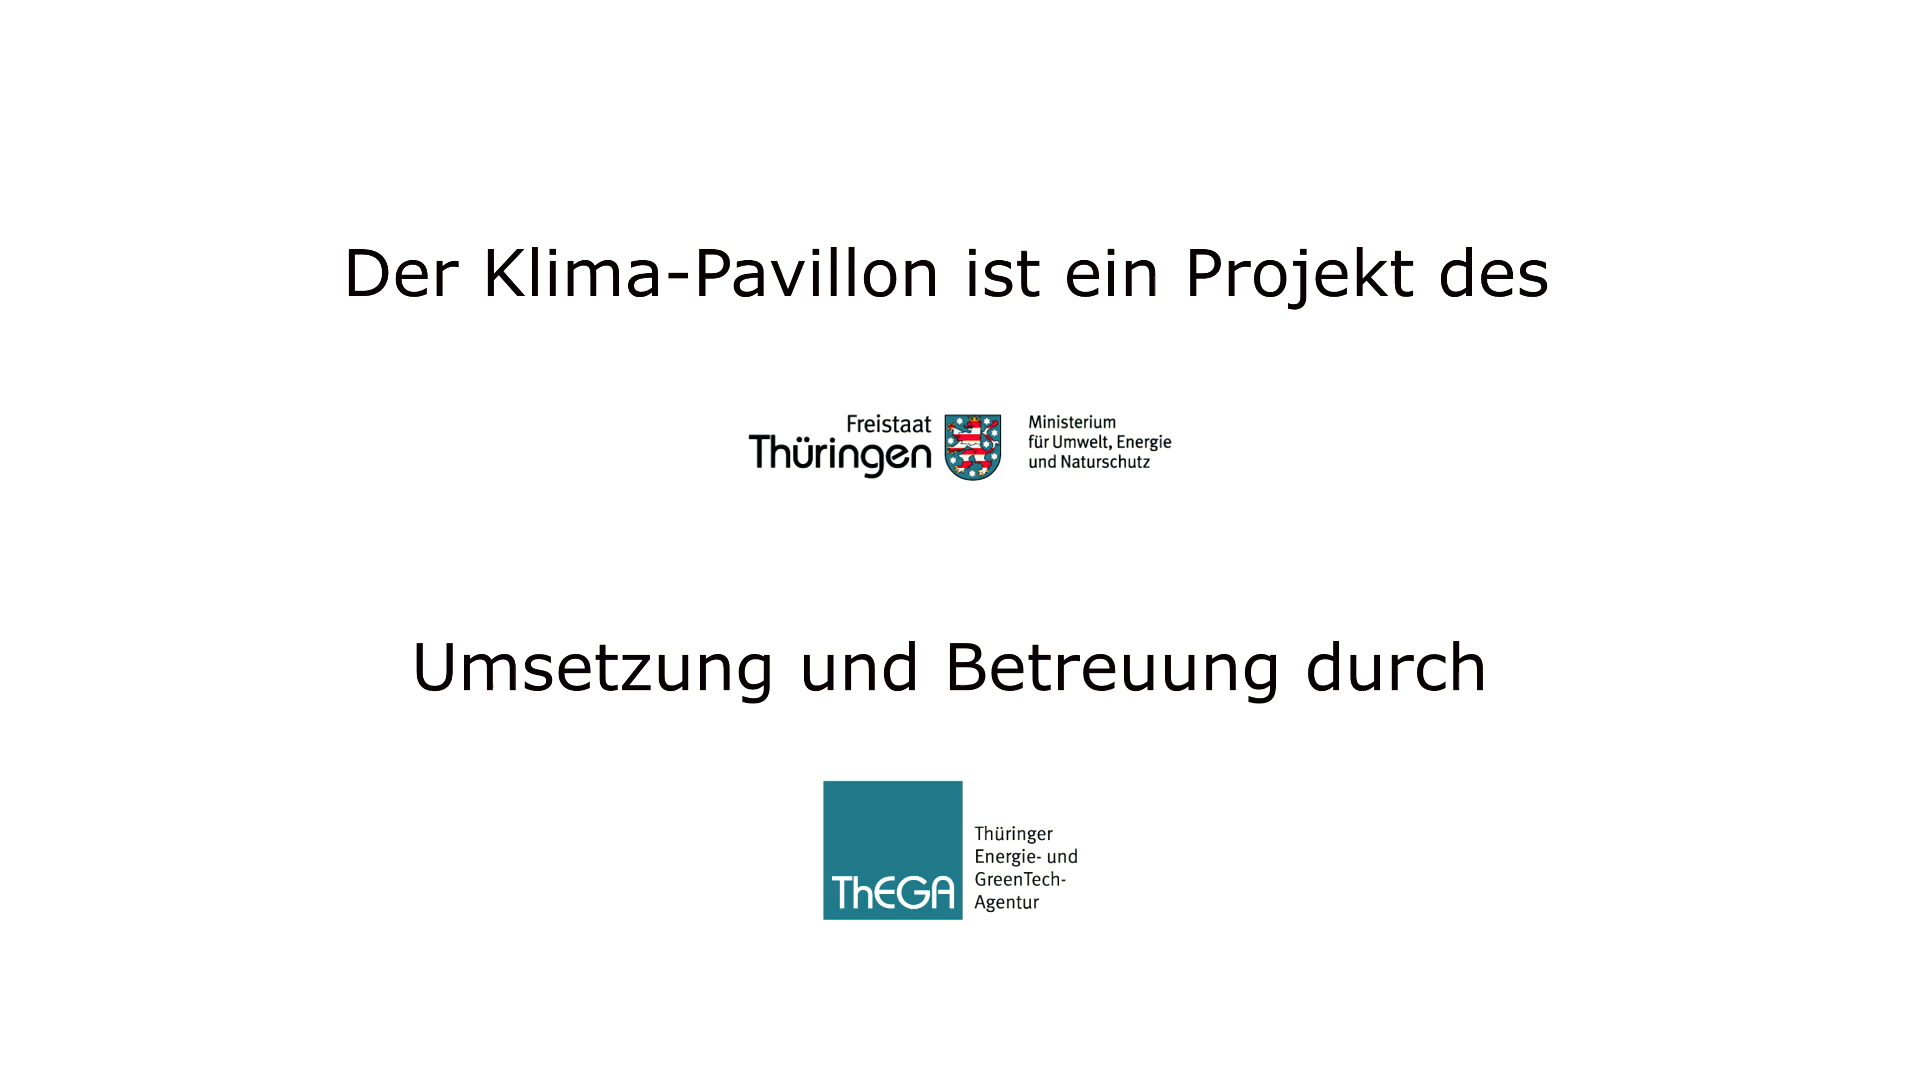 Der Klima-Pavillon ist ein Projekt des
Freistaat
Thüringen
Ministerium
für Umwelt, Energie
und Naturschutz
Umsetzung und Betreuung durch
ThEGA
Thüringer
Energie- und
GreenTech-
Agentur